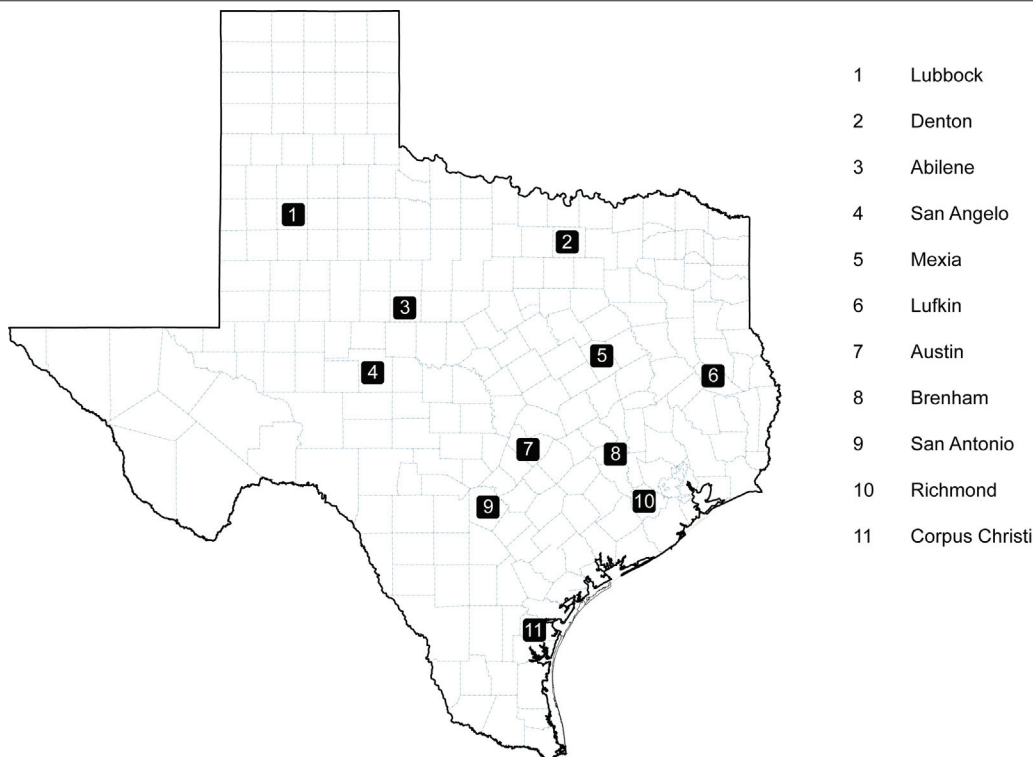 1 Lubbock
2 Denton
3 Abilene
4 San Angelo
5 Mexia
6 Lufkin
7 Austin
8 Brenham
9 San Antonio
10 Richmond
11 Corpus Christi
1
2
3
5
4
6
7
8
10
9
11